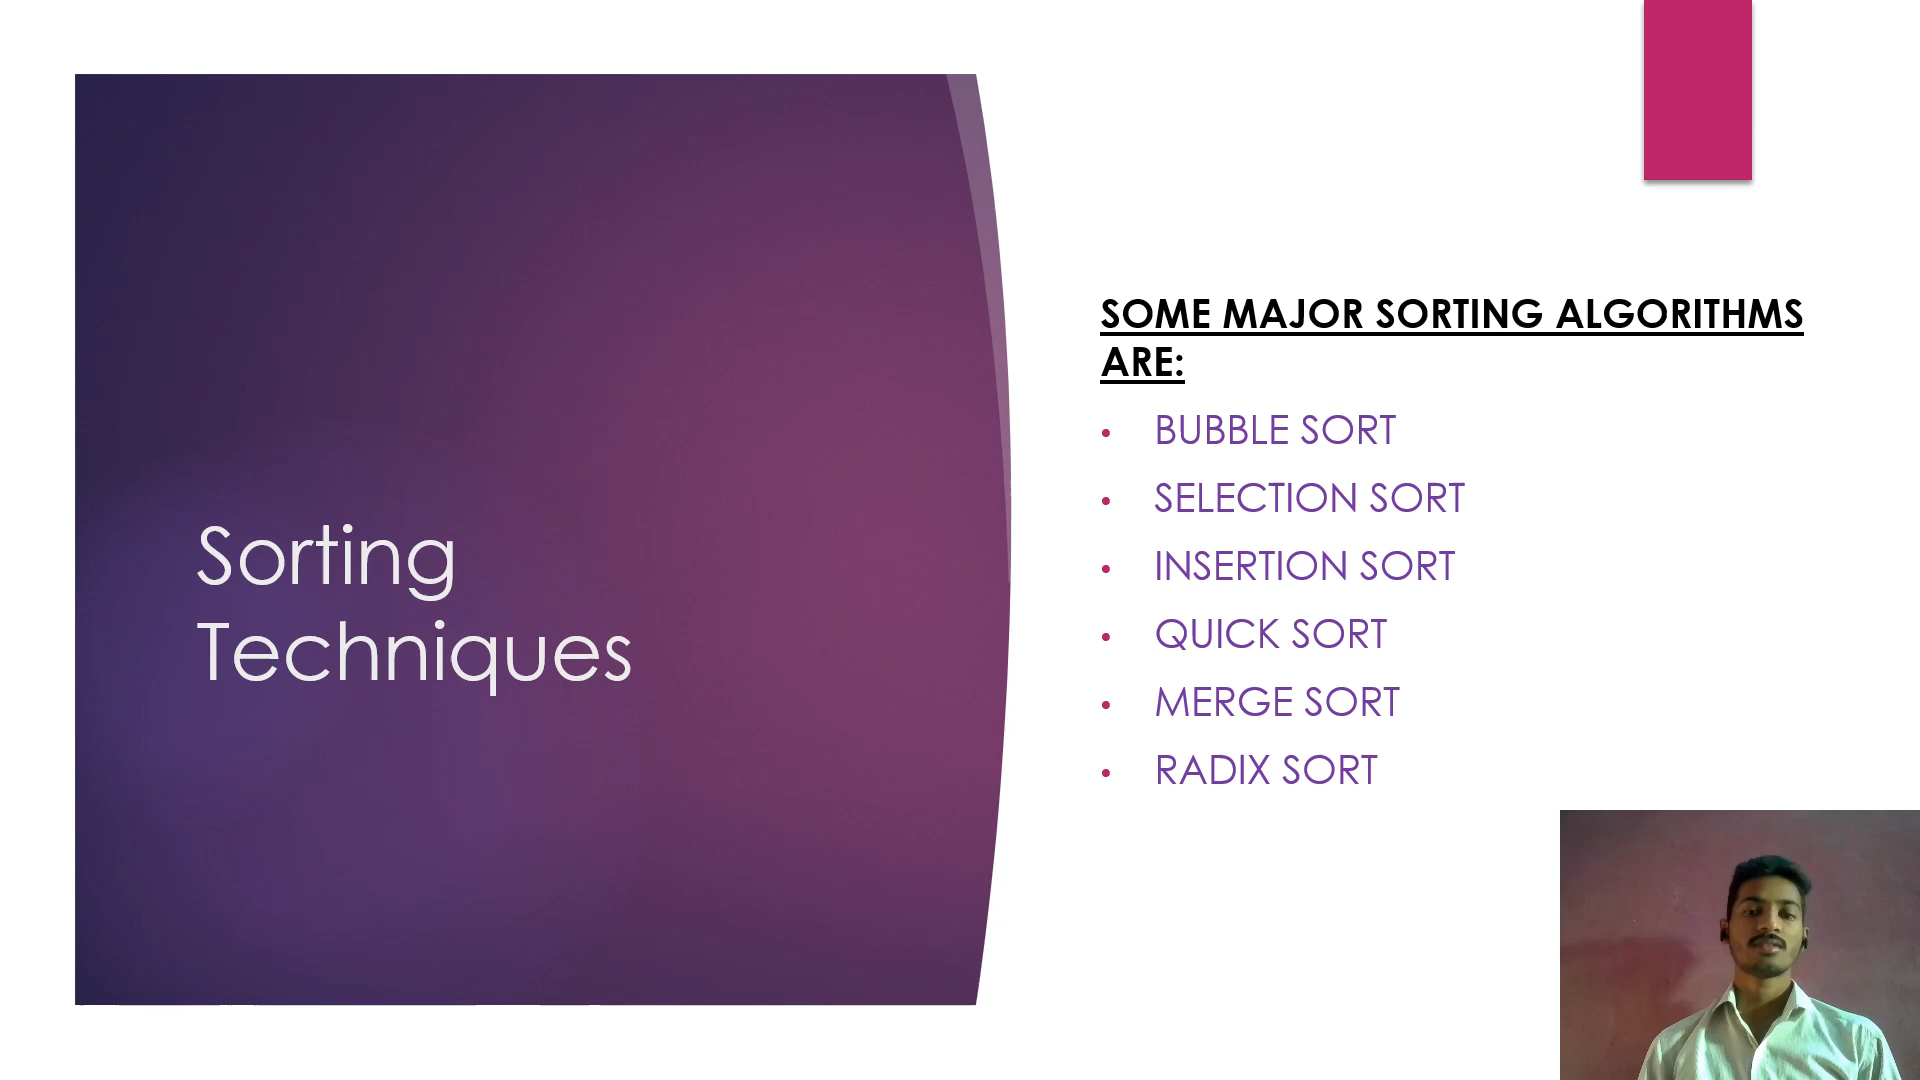 Sorting
Techniques
SOME MAJOR SORTING ALGORITHMS
ARE:
• BUBBLE SORT
• SELECTION SORT
• INSERTION SORT
• QUICK SORT
• MERGE SORT
• RADIX SORT